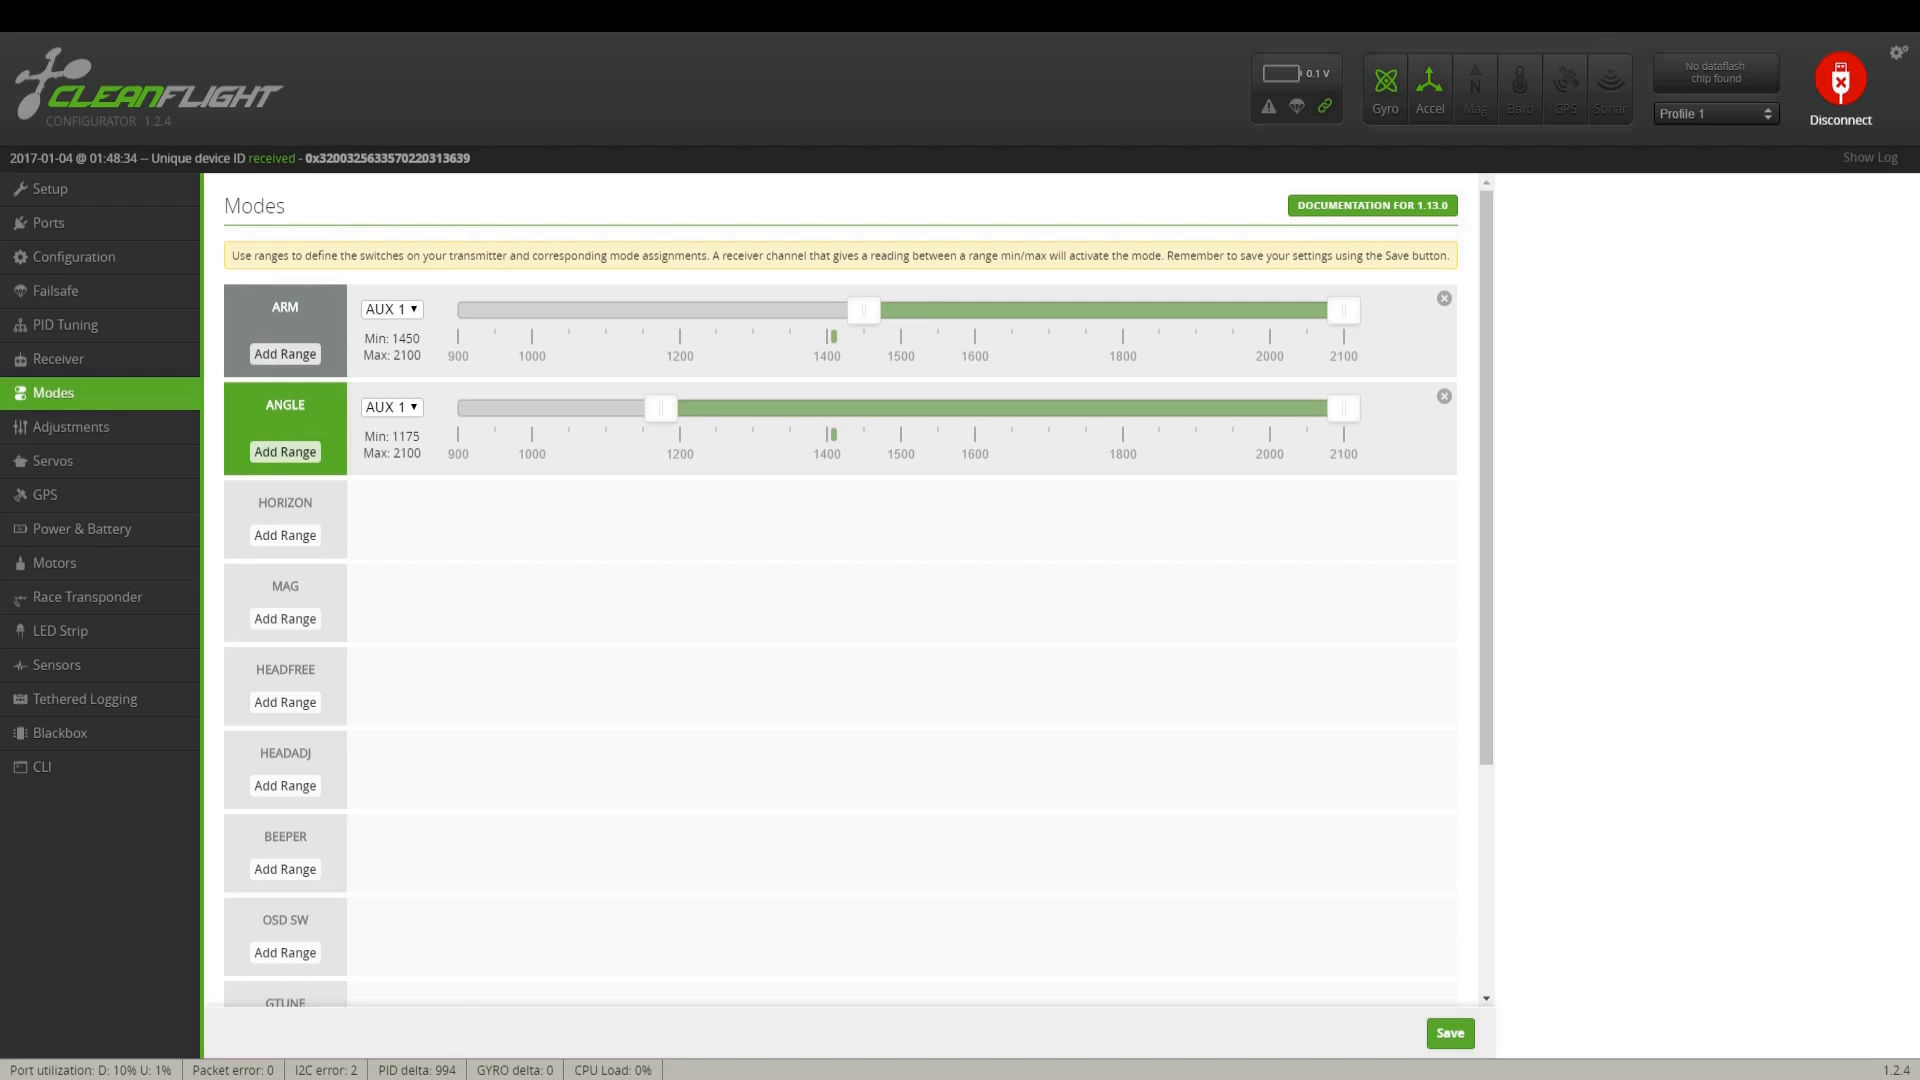 CLEANFLIGHT
CONFIGURATOR 1.2.4
0.1 V
Gyro
Accel
Mag
Baro
GPS
Sonar
No dataflash
chip found
Profile 1
Disconnect
2017-01-04 @ 01:48:34 -- Unique device ID received - 0x3200325633570220313639
Show Log
Setup
Ports
Configuration
Failsafe
PID Tuning
Receiver
Modes
Adjustments
Servos
GPS
Power & Battery
Motors
Race Transponder
LED Strip
Sensors
Tethered Logging
Blackbox
CLI
Modes
DOCUMENTATION FOR 1.13.0
Use ranges to define the switches on your transmitter and corresponding mode assignments. A receiver channel that gives a reading between a range min/max will activate the mode. Remember to save your settings using the Save button.
ARM
Add Range
AUX 1
Min: 1450
Max: 2100
900 1000 1200 1400 1500 1600 1800 2000 2100
ANGLE
Add Range
AUX 1
Min: 1175
Max: 2100
900 1000 1200 1400 1500 1600 1800 2000 2100
HORIZON
Add Range
MAG
Add Range
HEADFREE
Add Range
HEADADJ
Add Range
BEEPER
Add Range
OSD SW
Add Range
GTUNE
Save
Port utilization: D: 10% U: 1%
Packet error: 0
I2C error: 2
PID delta: 994
GYRO delta: 0
CPU Load: 0%
1.2.4